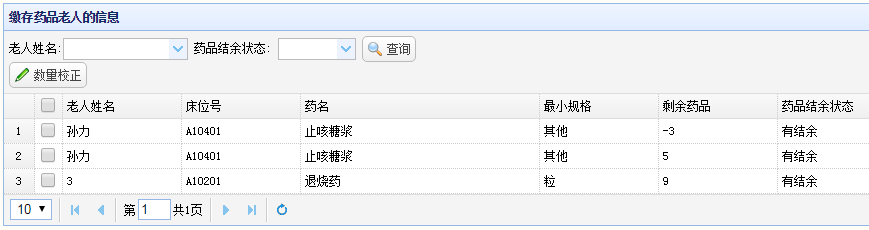 缴存药品老人的信息
老人姓名: 药品结余状态: 查询
数量校正
老人姓名 床位号 药名 最小规格 剩余药品 药品结余状态
1 孙力 A10401 止咳糖浆 其他 -3 有结余
2 孙力 A10401 止咳糖浆 其他 5 有结余
3 3 A10201 退烧药 粒 9 有结余
10 第 1 共1页